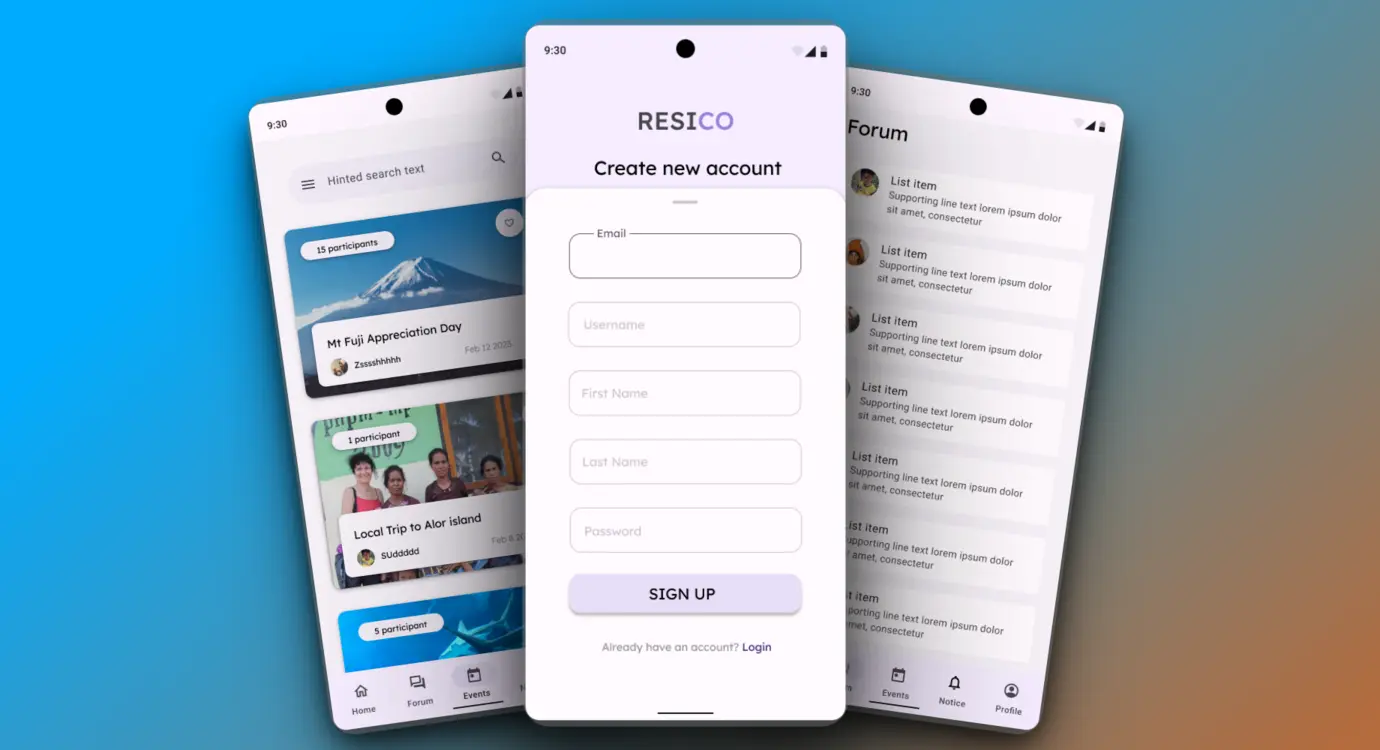 9:30
Hinted search text
15 participants
Mt Fuji Appreciation Day
Zsssshhhhh
Feb 12 2025
1 participant
2009
Local Trip to Alor island
SUddddd
Feb 8
5 participant
Home
Forum
Events
9:30
RESICO
Create new account
Email
Username
First Name
Last Name
Password
SIGN UP
Already have an account? Login
9:30
Forum
List item
Supporting line text lorem ipsum dolor
sit amet, consectetur
List item
Supporting line text lorem ipsum dolor
sit amet, consectetur
List item
Supporting line text lorem ipsum dolor
sit amet, consectetur
List item
Supporting line text lorem ipsum dolor
sit amet, consectetur
List item
Supporting line text lorem ipsum dolor
sit amet, consectetur
List item
upporting line text lorem ipsum dolor
amet, consectetur
item
porting line text lorem ipsum dolor
met, consectetur
Events
Notice
Profile